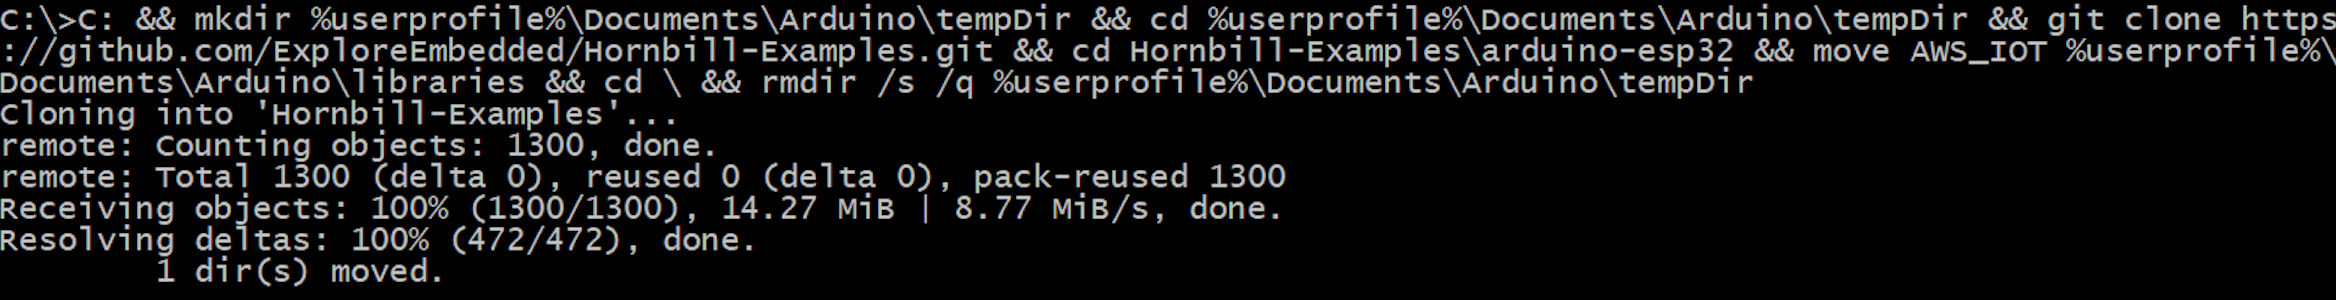 C:\>C: && mkdir %userprofile%\Documents\Arduino\tempDir && cd %userprofile%\Documents\Arduino\tempDir && git clone https
://github.com/ExploreEmbedded/Hornbill-Examples.git && cd Hornbill-Examples\arduino-esp32 && move AWS_IOT %userprofile%\
Documents\Arduino\libraries && cd \ && rmdir /s /q %userprofile%\Documents\Arduino\tempDir
Cloning into 'Hornbill-Examples'...
remote: Counting objects: 1300, done.
remote: Total 1300 (delta 0), reused 0 (delta 0), pack-reused 1300
Receiving objects: 100% (1300/1300), 14.27 MiB | 8.77 MiB/s, done.
Resolving deltas: 100% (472/472), done.
        1 dir(s) moved.